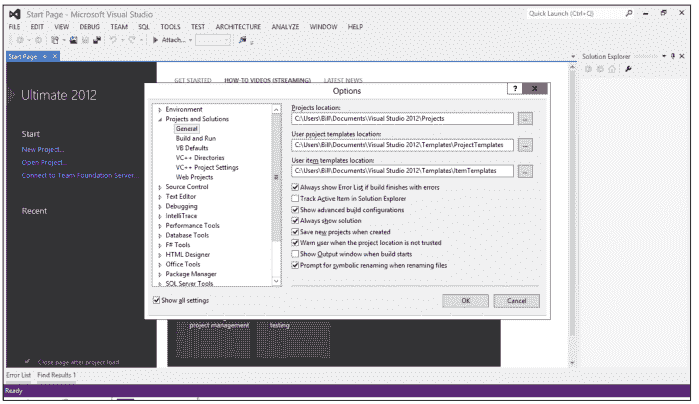 Start Page - Microsoft Visual Studio
Quick Launch (Ctrl+Q)
FILE EDIT VIEW DEBUG TEAM SQL TOOLS TEST ARCHITECTURE ANALYZE WINDOW HELP
Attach...
Start Page
Solution Explorer
GET STARTED HOW-TO VIDEOS (STREAMING) LATEST NEWS
Ultimate 2012
Start
New Project...
Open Project...
Connect to Team Foundation Server...
Recent
Options
Environment
Projects and Solutions
General
Build and Run
VB Defaults
VC++ Directories
VC++ Project Settings
Web Projects
Source Control
Text Editor
Debugging
IntelliTrace
Performance Tools
Database Tools
F# Tools
HTML Designer
Office Tools
Package Manager
SQL Server Tools
Show all settings
Projects location:
C:\Users\Bill\Documents\Visual Studio 2012\Projects
...
User project templates location:
C:\Users\Bill\Documents\Visual Studio 2012\Templates\ProjectTemplates
...
User item templates location:
C:\Users\Bill\Documents\Visual Studio 2012\Templates\ItemTemplates
...
Always show Error List if build finishes with errors
Track Active Item in Solution Explorer
Show advanced build configurations
Always show solution
Save new projects when created
Warn user when the project location is not trusted
Show Output window when build starts
Prompt for symbolic renaming when renaming files
OK Cancel
project management testing
Close page after project load
Error List Find Results 1
Ready